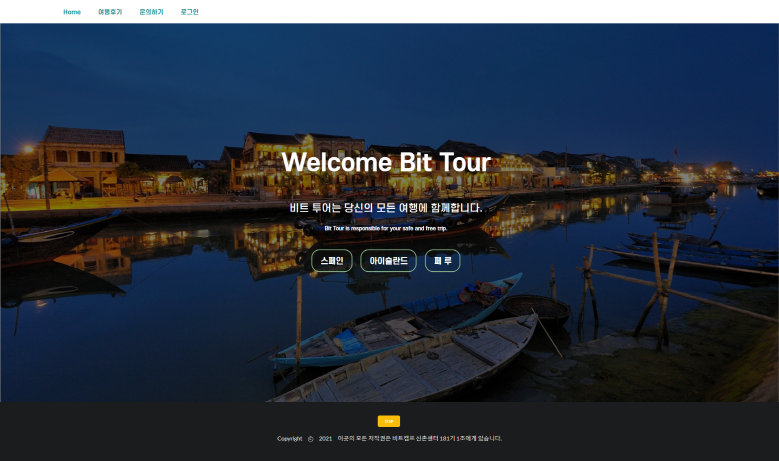 Home 여행후기 문의하기 로그인
Welcome Bit Tour
비트 투어는 당신의 모든 여행에 함께합니다.
Bit Tour is responsible for your safe and free trip.
스페인 아이슬란드 페 루
TOP
Copyright ⓒ 2021 이곳의 모든 저작권은 비트캠프 신촌센터 181기 1조에게 있습니다.